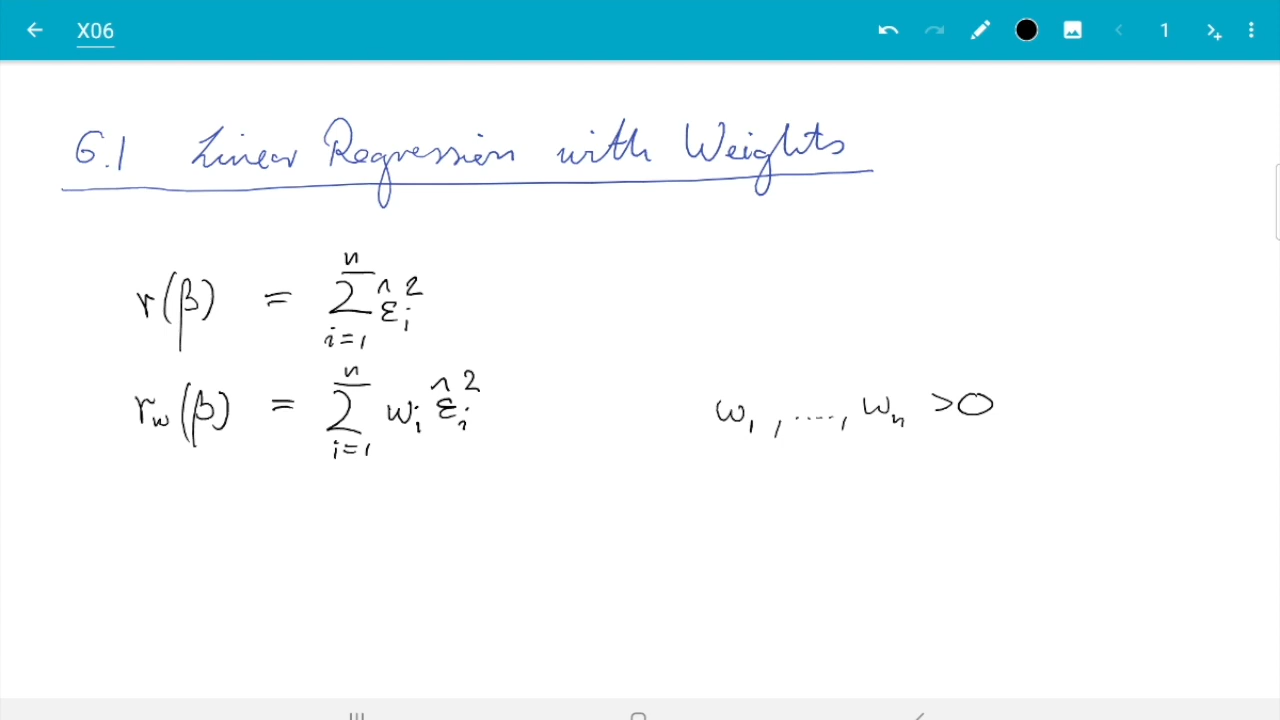 X06
1
6.1 Linear Regression with Weights
r(β) = ∑_{i=1}^{n} ε̂_i^2
r_w(β) = ∑_{i=1}^{n} w_i ε̂_i^2 w_1, ...., w_n >0